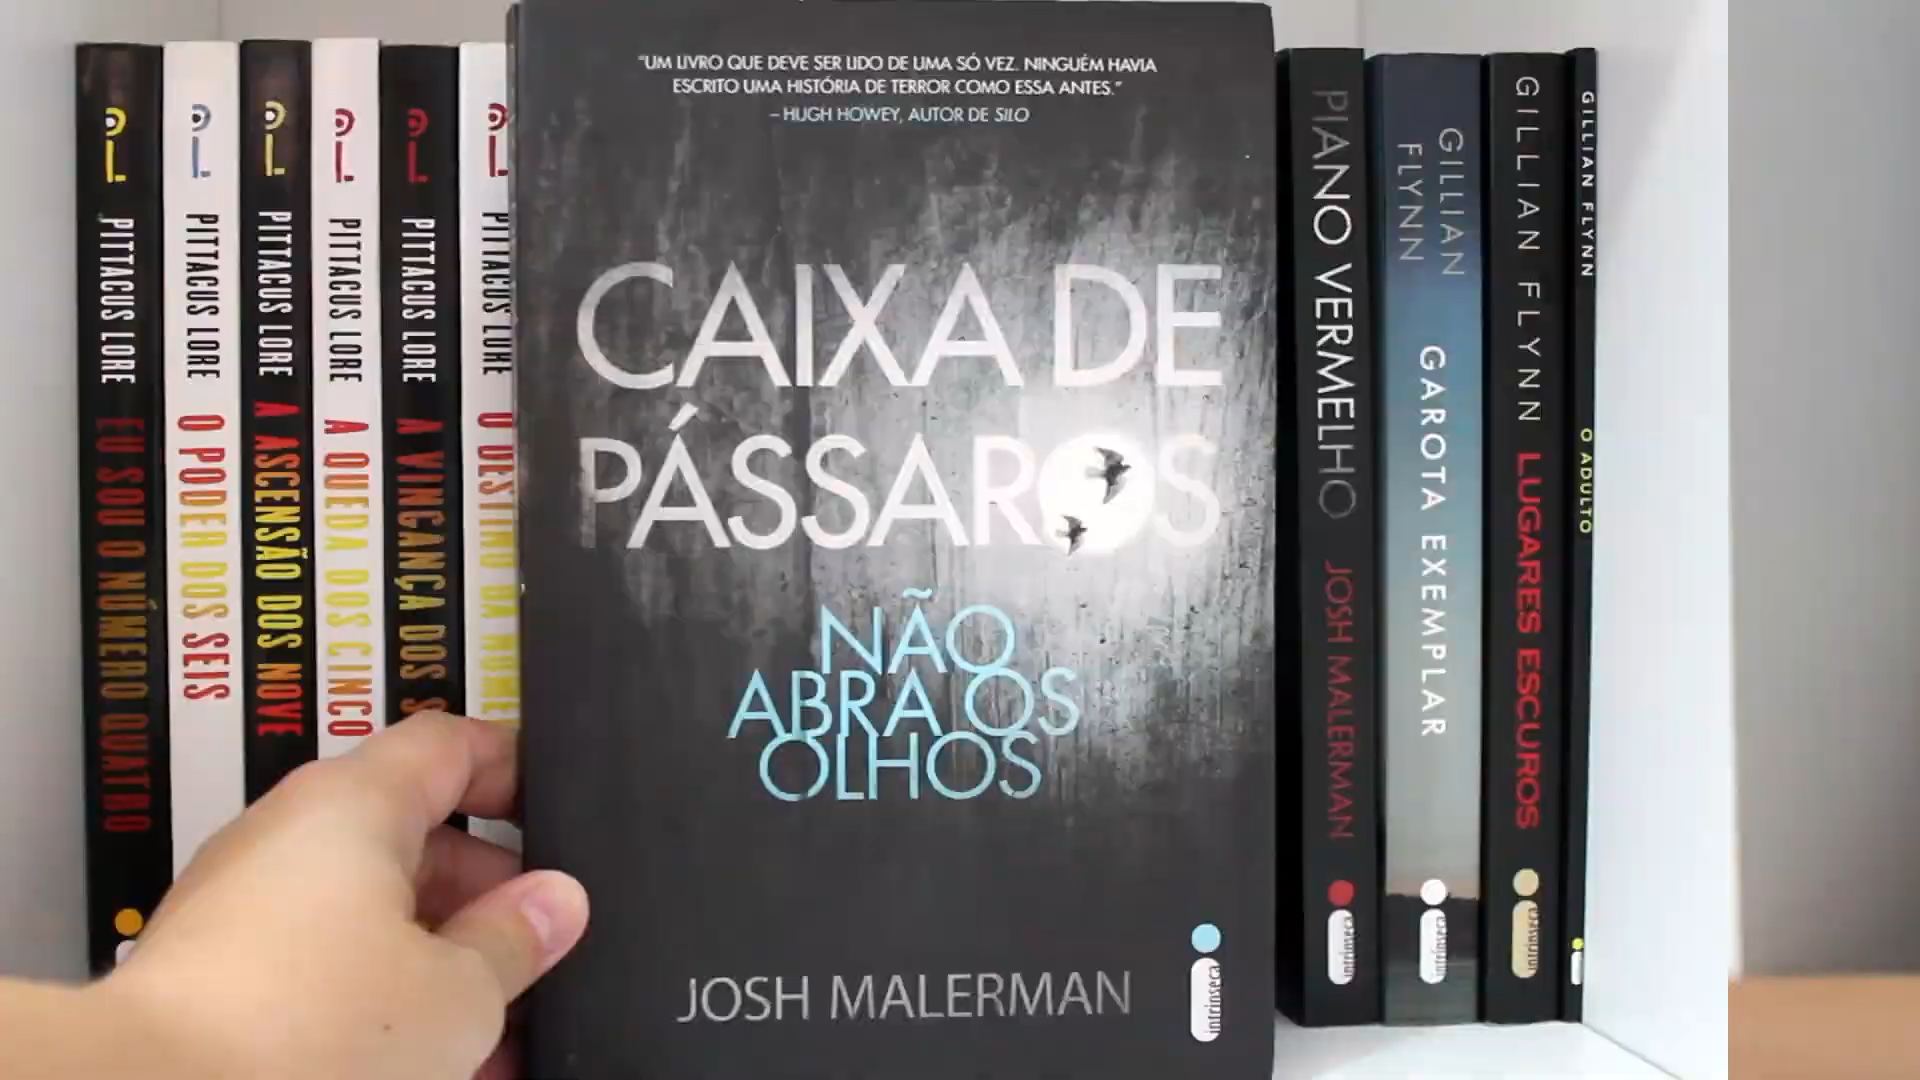 PITTACUS LORE EU SOU O NÚMERO QUATRO
PITTACUS LORE O PODER DOS SEIS
PITTACUS LORE A ASCENSÃO DOS NOVE
PITTACUS LORE A QUEDA DOS CINCO
PITTACUS LORE A VINGANÇA DOS
PITTACUS LORE O DESTINO DA
"UM LIVRO QUE DEVE SER LIDO DE UMA SÓ VEZ. NINGUÉM HAVIA
ESCRITO UMA HISTÓRIA DE TERROR COMO ESSA ANTES."
– HUGH HOWEY, AUTOR DE SILO
CAIXA DE
PÁSSAROS
NÃO
ABRA OS
OLHOS
JOSH MALERMAN
intrínseca
PIANO VERMELHO JOSH MALERMAN
intrínseca
GILLIAN
FLYNN
GAROTA EXEMPLAR
intrínseca
GILLIAN FLYNN LUGARES ESCUROS
intrínseca
GILLIAN FLYNN O ADULTO